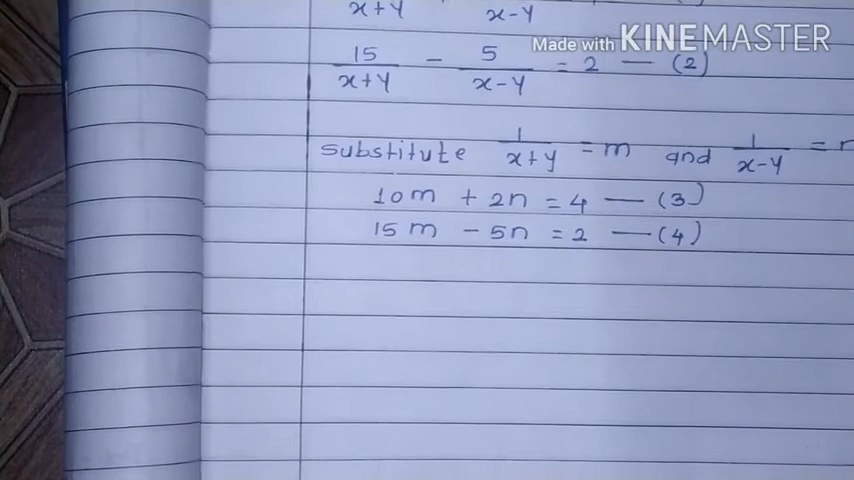 x+y x-y
Made with KINEMASTER
15/x+y - 5/x-y = 2 — (2)
substitute 1/x+y = m and 1/x-y =
10m + 2n = 4 — (3)
15m - 5n = 2 — (4)